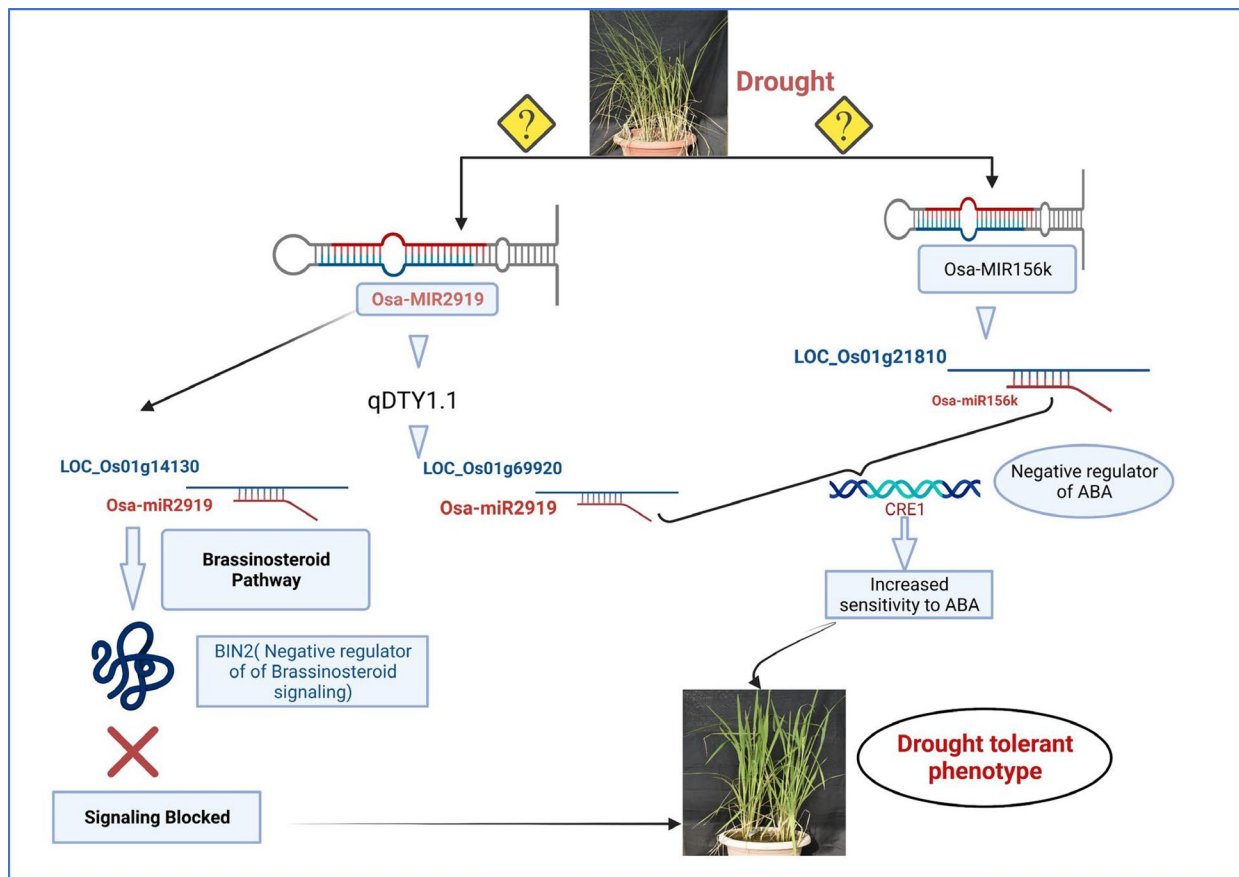 Drought
?
?
Osa-MIR2919
Osa-MIR156k
LOC_Os01g21810
Osa-miR156k
qDTY1.1
LOC_Os01g14130
Osa-miR2919
LOC_Os01g69920
Osa-miR2919
Negative regulator
of ABA
CRE1
Brassinosteroid
Pathway
Increased
sensitivity to ABA
BIN2( Negative regulator
of of Brassinosteroid
signaling)
Drought tolerant
phenotype
Signaling Blocked